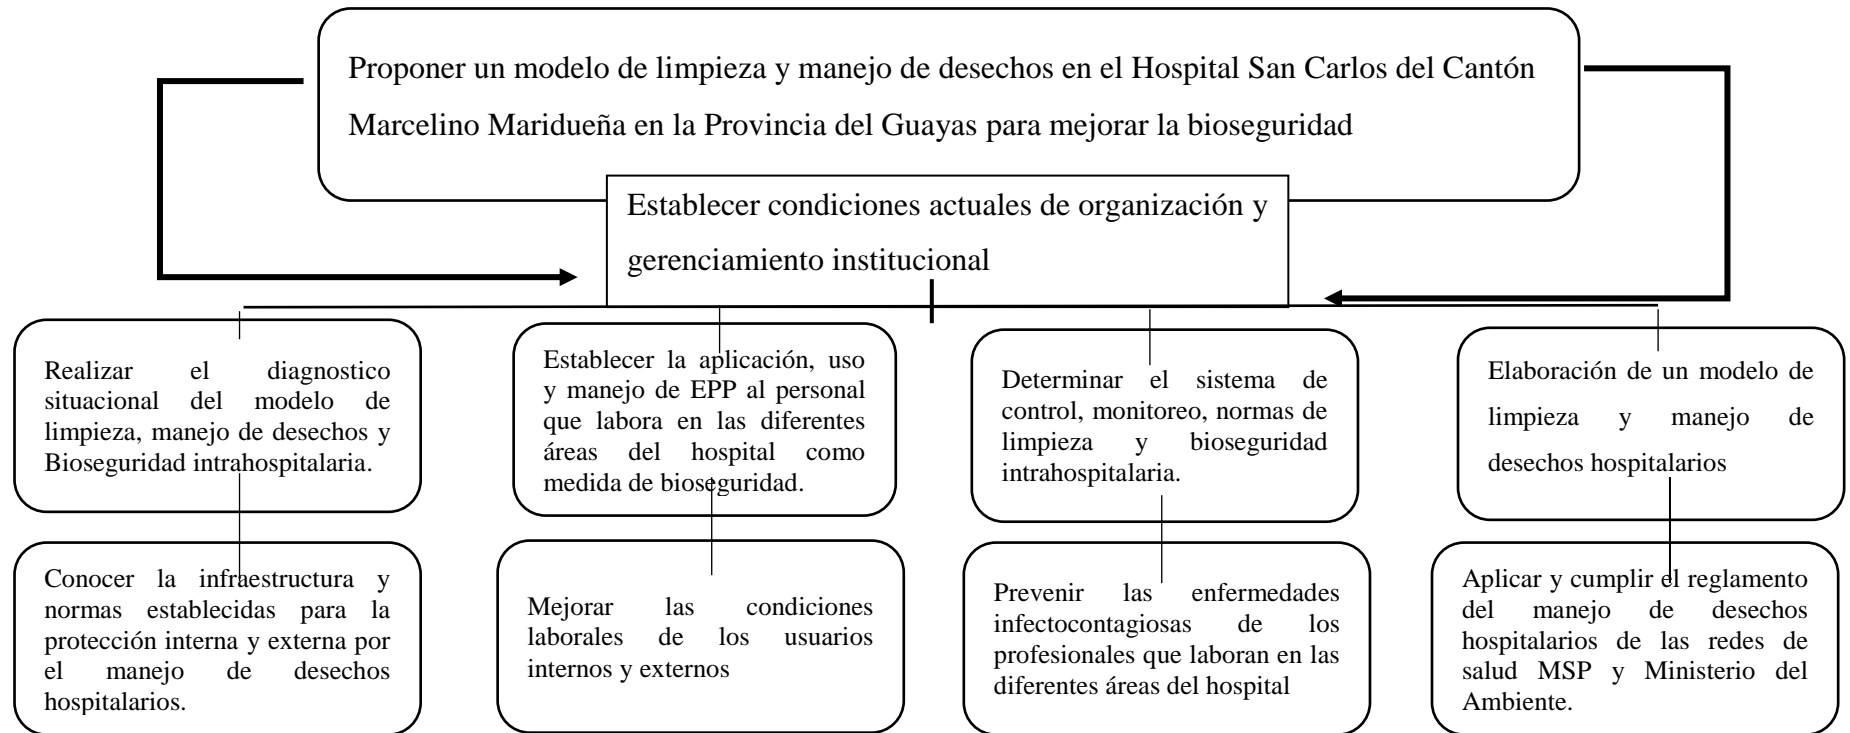 Proponer un modelo de limpieza y manejo de desechos en el Hospital San Carlos del Cantón
Marcelino Maridueña en la Provincia del Guayas para mejorar la bioseguridad
Establecer condiciones actuales de organización y
gerenciamiento institucional
Realizar el diagnostico
situacional del modelo de
limpieza, manejo de desechos y
Bioseguridad intrahospitalaria.
Establecer la aplicación, uso
y manejo de EPP al personal
que labora en las diferentes
áreas del hospital como
medida de bioseguridad.
Determinar el sistema de
control, monitoreo, normas de
limpieza y bioseguridad
intrahospitalaria.
Elaboración de un modelo de
limpieza y manejo de
desechos hospitalarios
Conocer la infraestructura y
normas establecidas para la
protección interna y externa por
el manejo de desechos
hospitalarios.
Mejorar las condiciones
laborales de los usuarios
internos y externos
Prevenir las enfermedades
infectocontagiosas de los
profesionales que laboran en las
diferentes áreas del hospital
Aplicar y cumplir el reglamento
del manejo de desechos
hospitalarios de las redes de
salud MSP y Ministerio del
Ambiente.